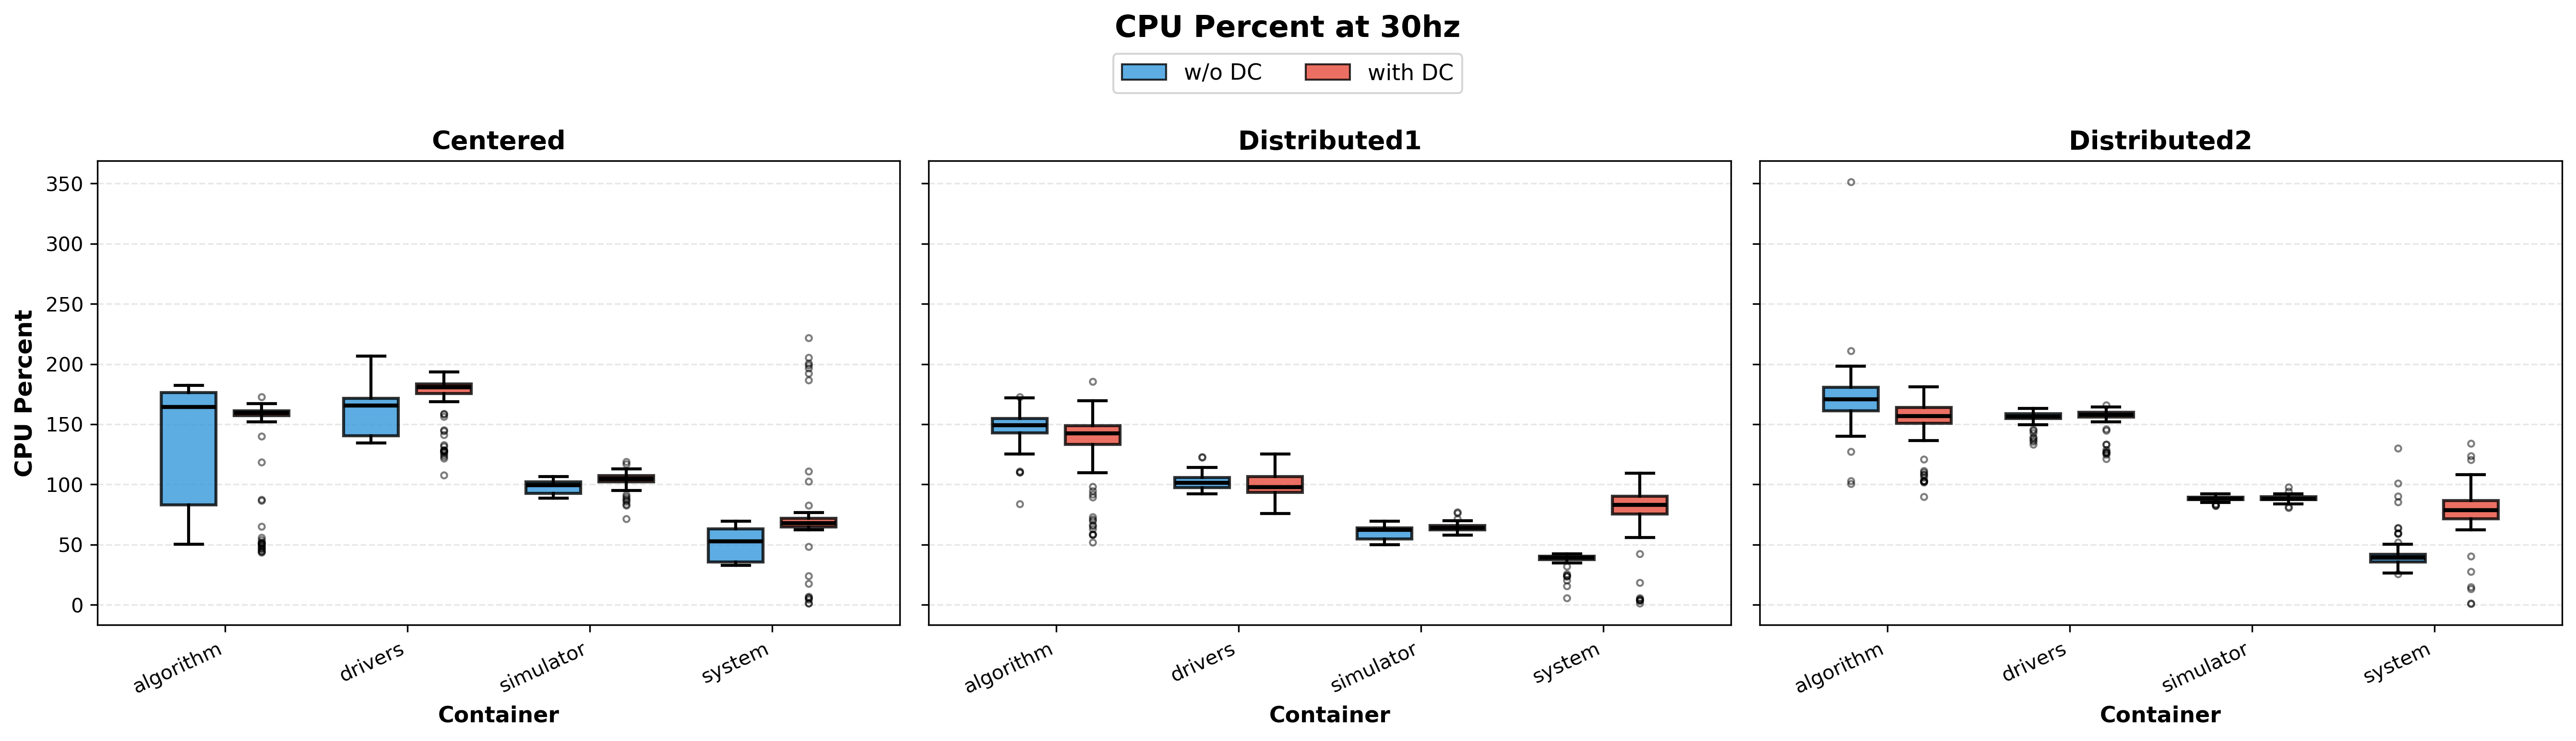 CPU Percent at 30hz
w/o DC
with DC
Centered
Distributed1
Distributed2
CPU Percent
350
300
250
200
150
100
50
0
algorithm
drivers
simulator
system
algorithm
drivers
simulator
system
algorithm
drivers
simulator
system
Container
Container
Container